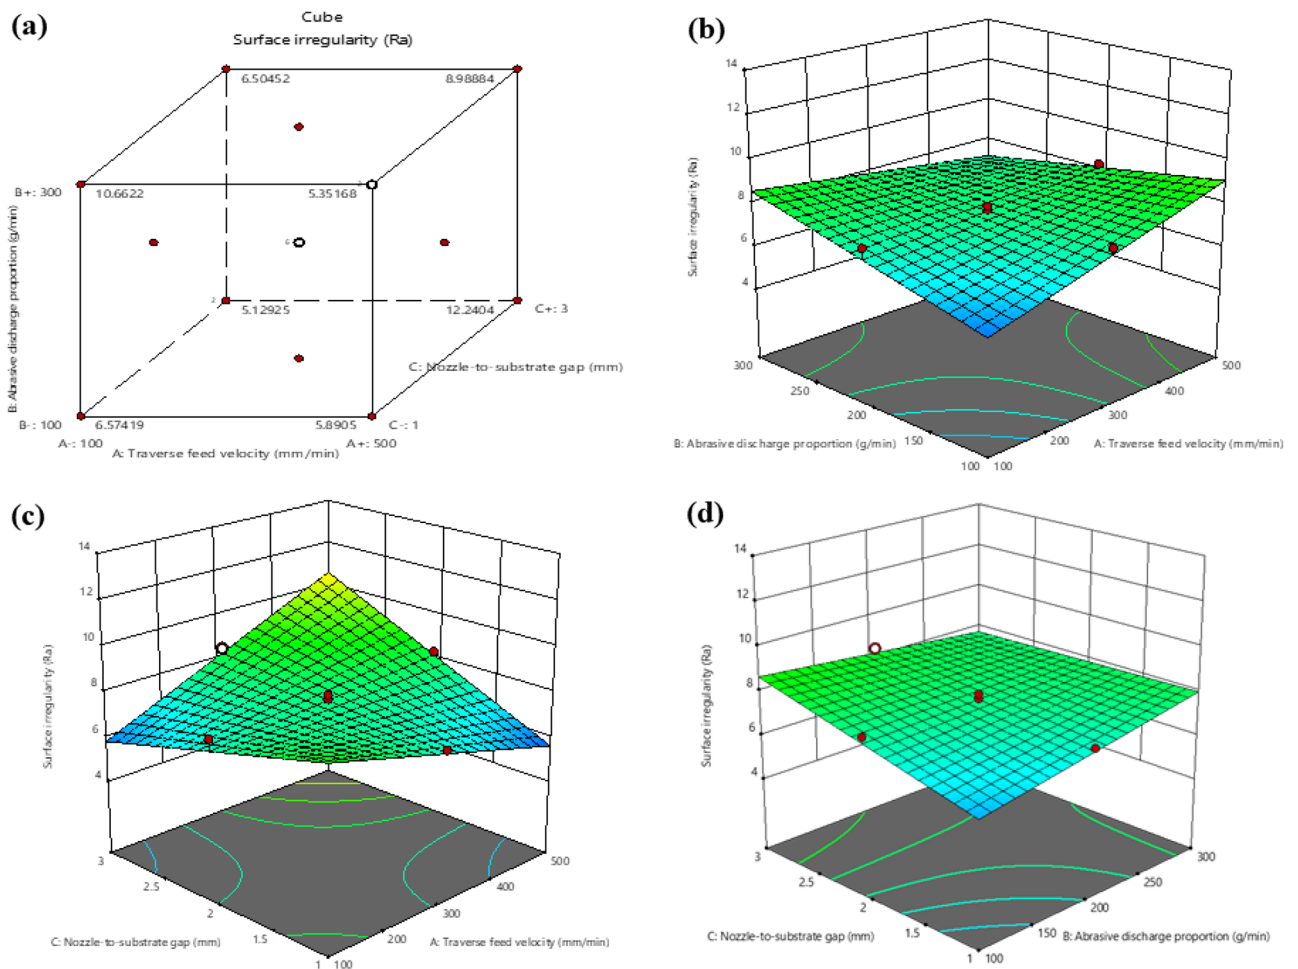 (a)
Cube
Surface irregularity (Ra)
6.50452
8.98884
B+: 300
10.6622
5.35168
6
B: Abrasive discharge proportion (g/min)
2
5.12925
12.2404
C+: 3
C: Nozzle-to-substrate gap (mm)
B-: 100
6.57419
5.8905
C-: 1
A-: 100
A+: 500
A: Traverse feed velocity (mm/min)
(b)
14
12
10
8
6
4
Surface irregularity (Ra)
300
250
200
150
100
100
200
300
400
500
B: Abrasive discharge proportion (g/min)
A: Traverse feed velocity (mm/min)
(c)
14
12
10
8
6
4
Surface irregularity (Ra)
3
2.5
2
1.5
1
100
200
300
400
500
C: Nozzle-to-substrate gap (mm)
A: Traverse feed velocity (mm/min)
(d)
14
12
10
8
6
4
Surface irregularity (Ra)
3
2.5
2
1.5
1
100
150
200
250
300
C: Nozzle-to-substrate gap (mm)
B: Abrasive discharge proportion (g/min)